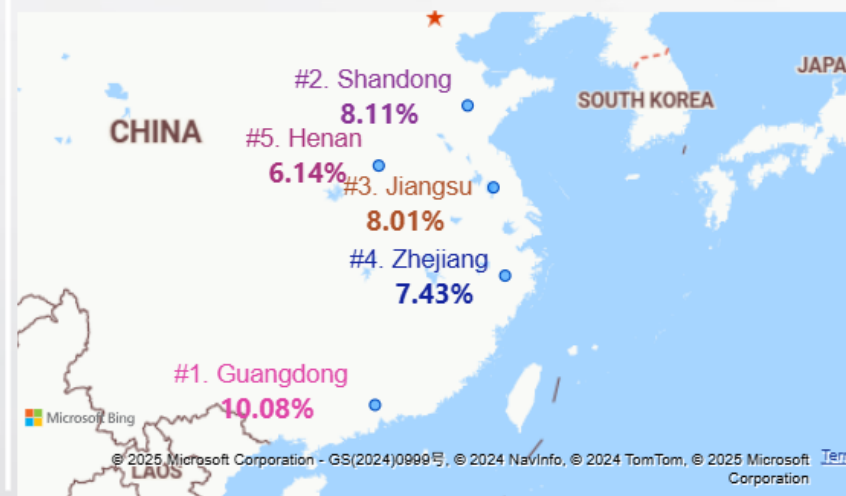 #2. Shandong
8.11%
JAPA
SOUTH KOREA
CHINA
#5. Henan
6.14%
#3. Jiangsu
8.01%
#4. Zhejiang
7.43%
#1. Guangdong
10.08%
Microsoft Bing
© 2025 Microsoft Corporation - GS(2024)0999号, © 2024 NavInfo, © 2024 TomTom, © 2025 Microsoft
Corporation
Ter
LAOS